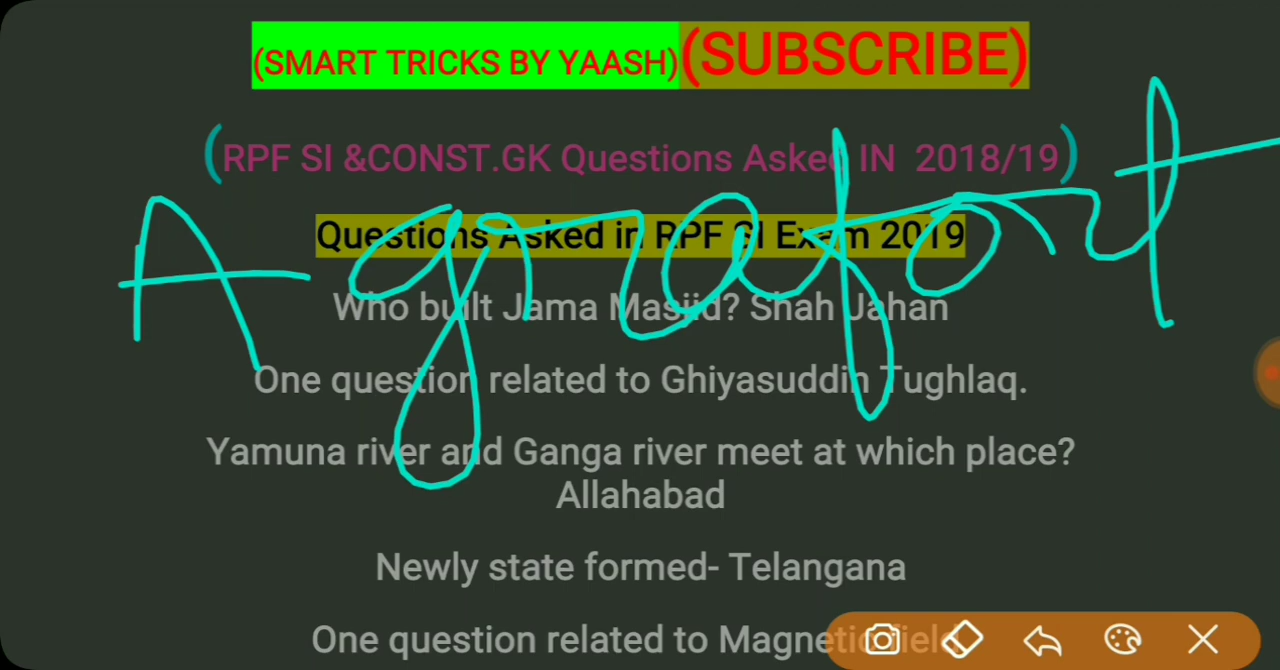 (SMART TRICKS BY YAASH)(SUBSCRIBE)
(RPF SI &CONST.GK Questions Asked IN 2018/19)
Agrafort
Questions Asked in RPF SI Exam 2019
Who built Jama Masjid? Shah Jahan
One question related to Ghiyasuddin Tughlaq.
Yamuna river and Ganga river meet at which place?
Allahabad
Newly state formed- Telangana
One question related to Magnetic field